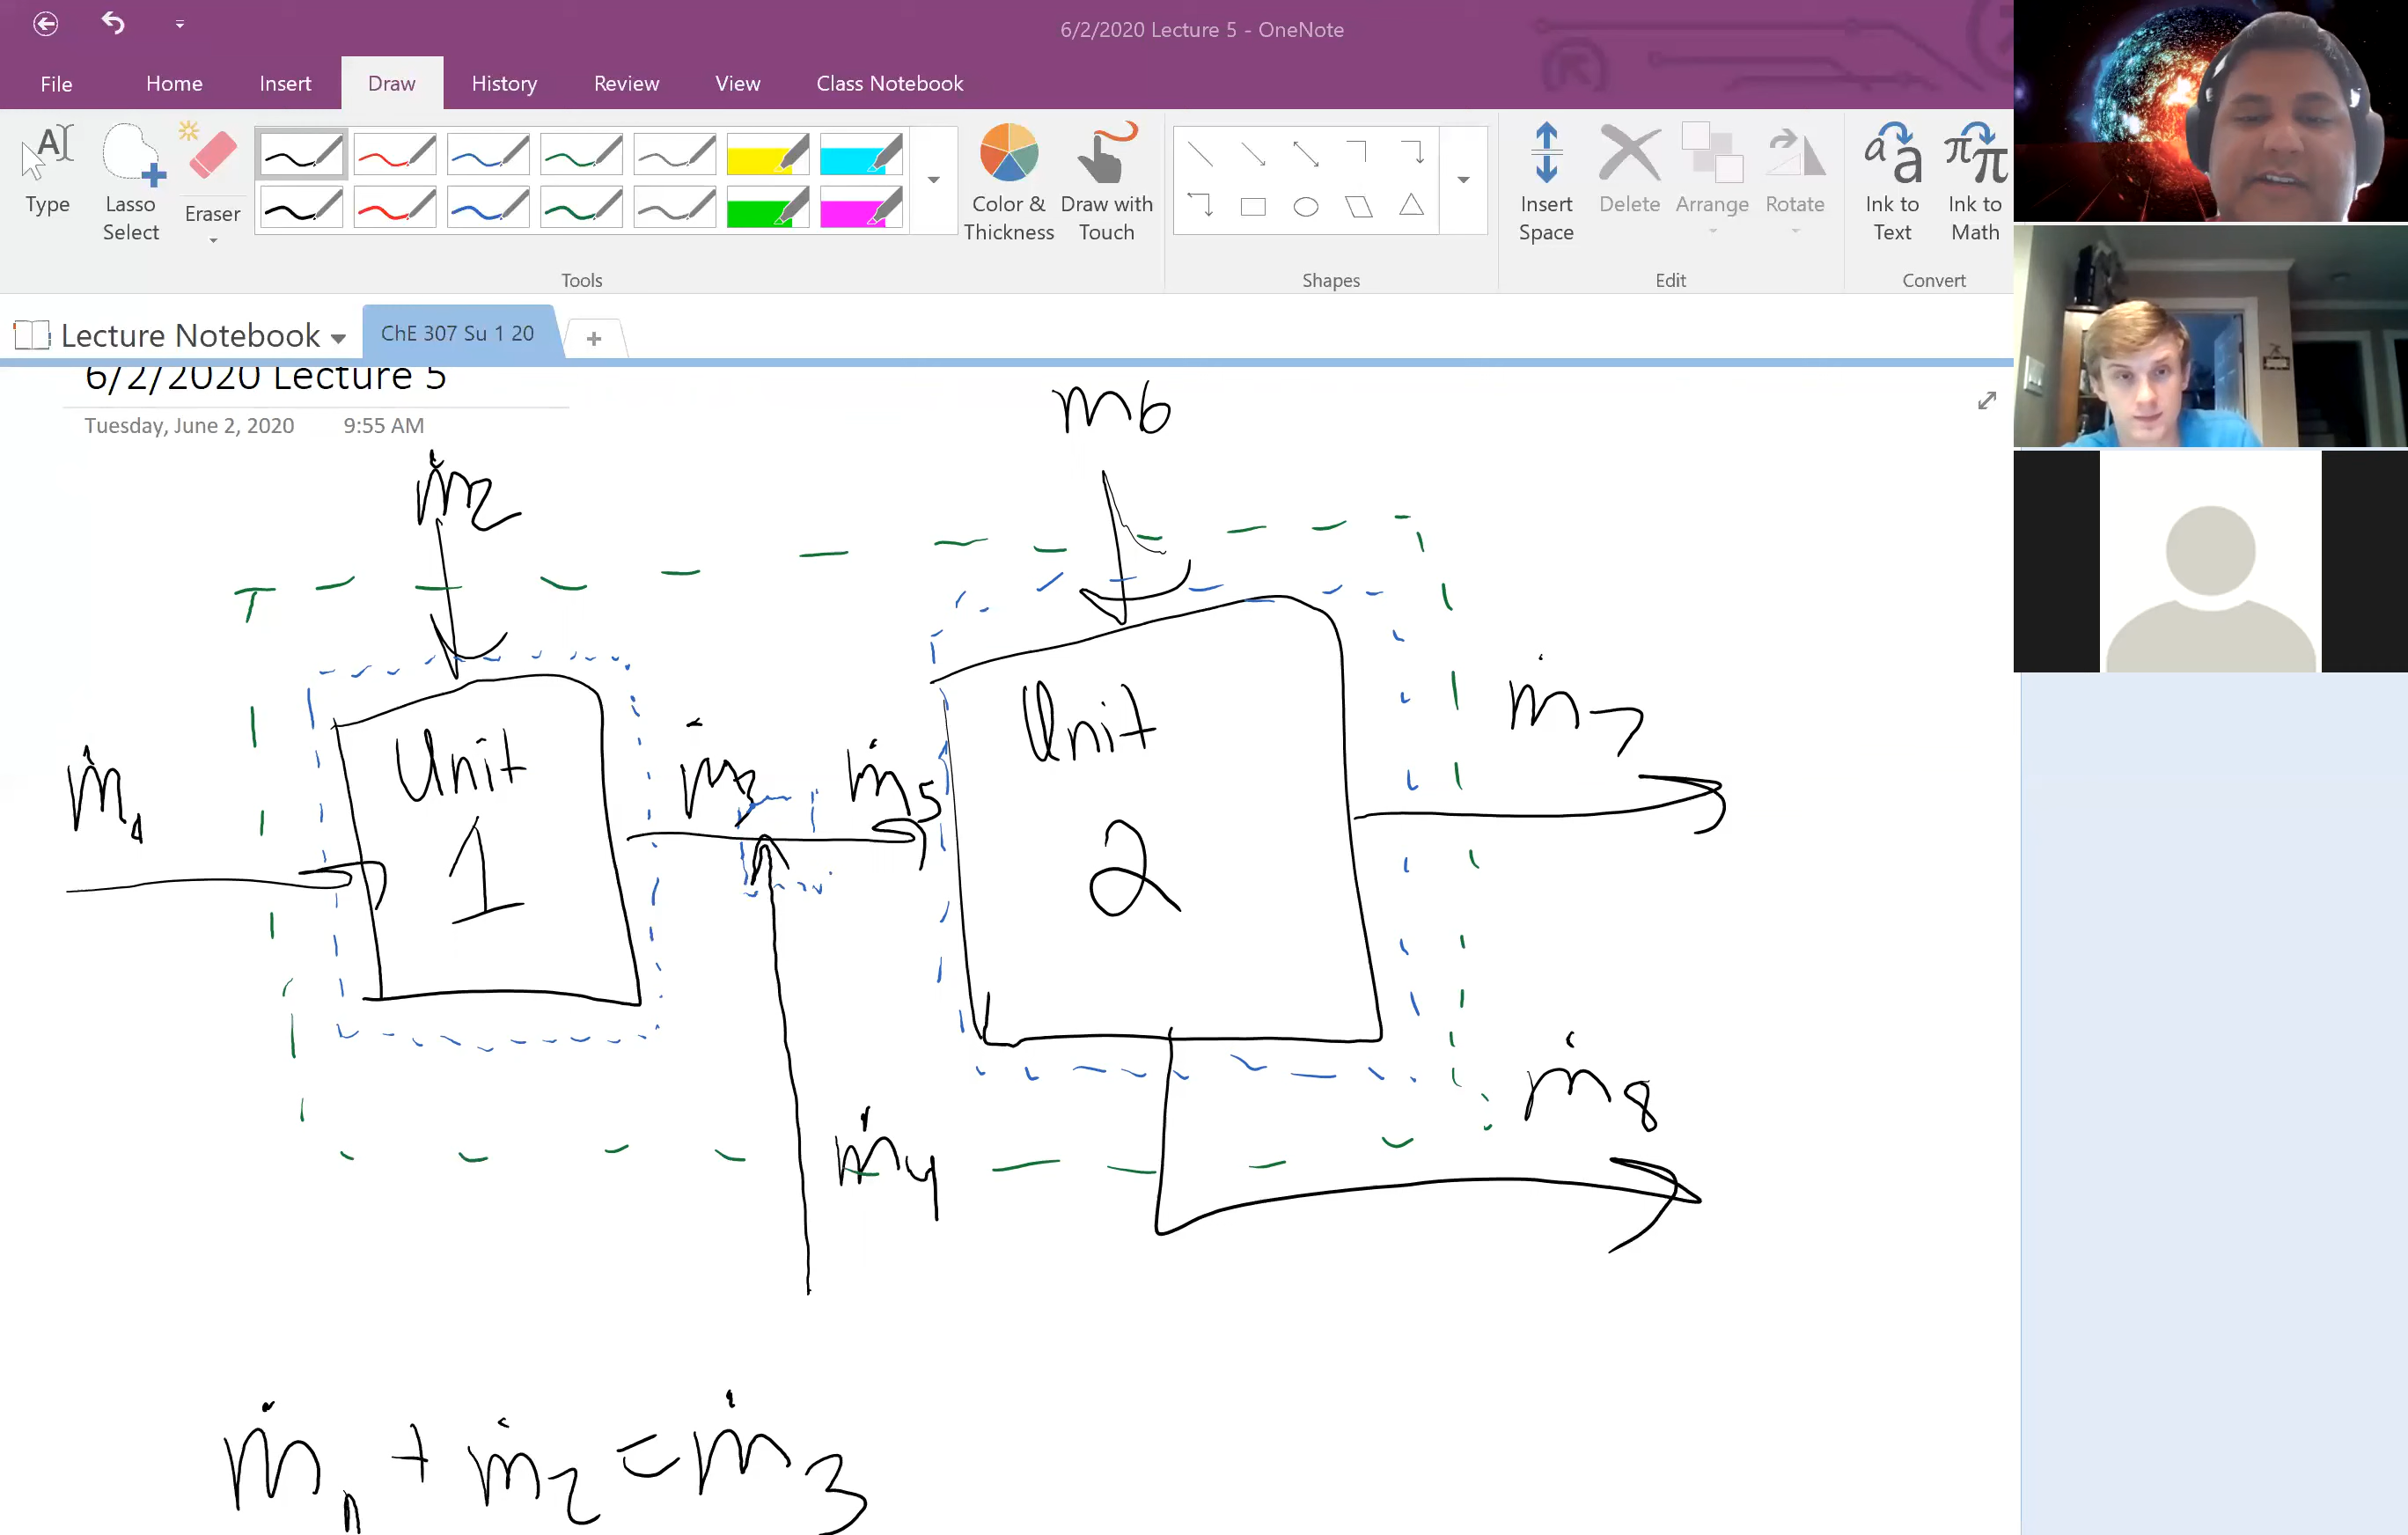 6/2/2020 Lecture 5 - OneNote
File Home Insert Draw History Review View Class Notebook
Type Lasso Select Eraser Color & Thickness Draw with Touch Insert Space Delete Arrange Rotate Ink to Text Ink to Math
Tools Shapes Edit Convert
Lecture Notebook ChE 307 Su 1 20
6/2/2020 Lecture 5
Tuesday, June 2, 2020 9:55 AM
m6
ṁ2
ṁ7
Unit
1
ṁ1
ṁ3
ṁ5
Unit
2
ṁ8
ṁ4
ṁ1 + ṁ2 = ṁ3